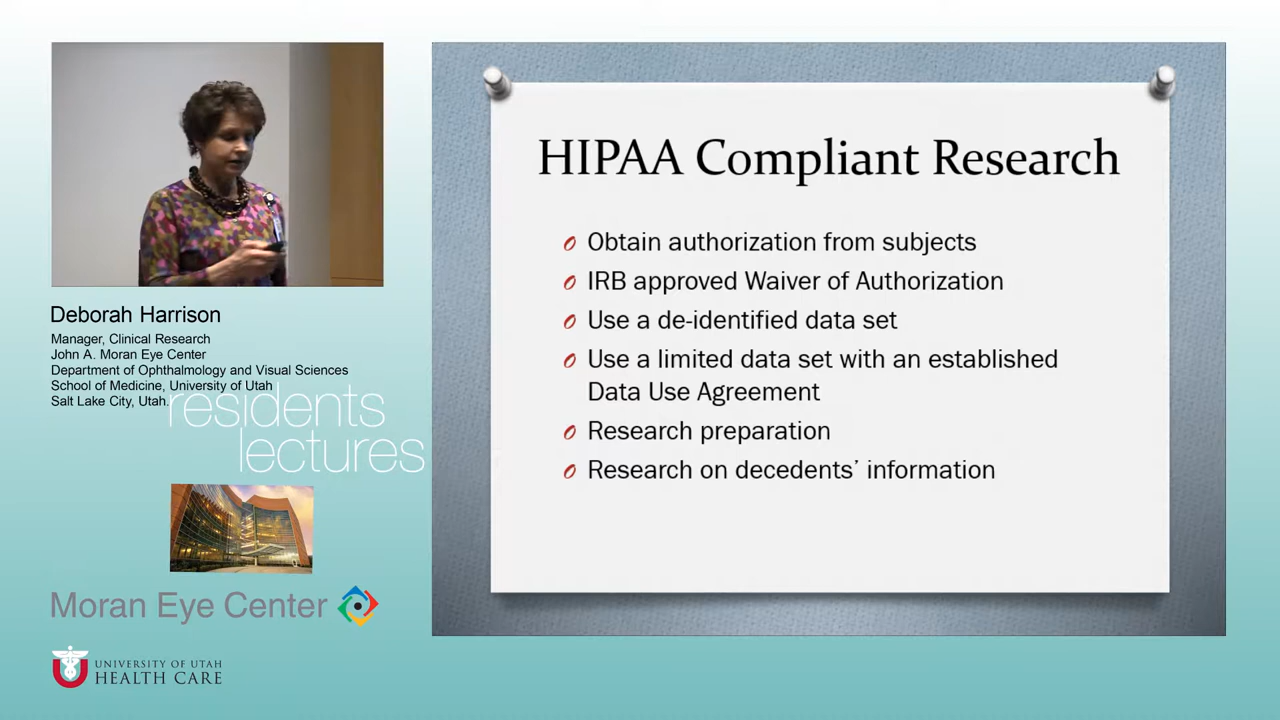 Deborah Harrison
Manager, Clinical Research
John A. Moran Eye Center
Department of Ophthalmology and Visual Sciences
School of Medicine, University of Utah
Salt Lake City, Utah.
residents
lectures
Moran Eye Center
UNIVERSITY OF UTAH
HEALTH CARE
HIPAA Compliant Research
Obtain authorization from subjects
IRB approved Waiver of Authorization
Use a de-identified data set
Use a limited data set with an established
Data Use Agreement
Research preparation
Research on decedents’ information